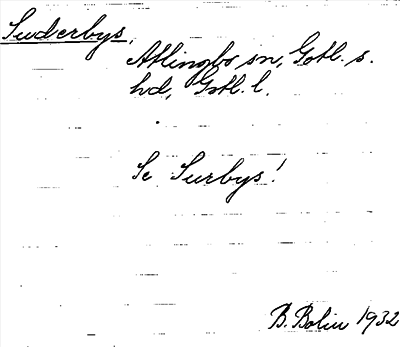 Suderbys,
Atlingbo sn, Gotl. s.
hd, Gotl. l.
Se Surbys!
B. Bolin 1932